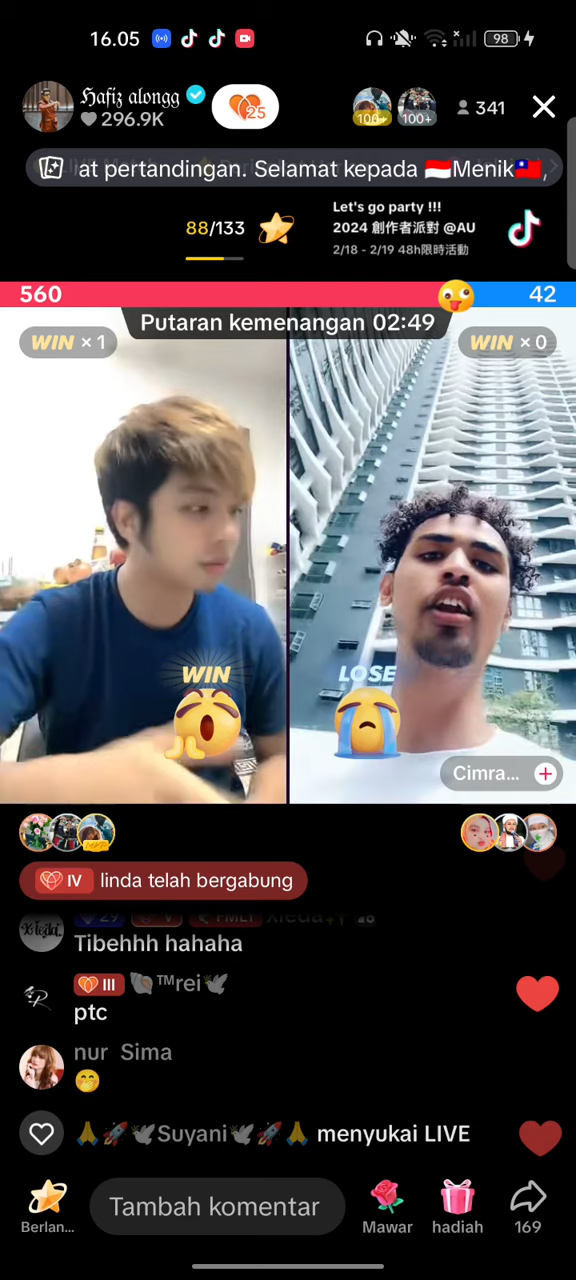 16.05
98
Hafiz alongg
296.9K
25
100+
100+
341
at pertandingan. Selamat kepada 🇮🇩Menik🇹🇼,
88/133
Let's go party !!!
2024 創作者派對 @AU
2/18 - 2/19 48h限時活動
560
42
Putaran kemenangan 02:49
WIN × 1
WIN × 0
WIN
LOSE
Cimra...
IV linda telah bergabung
29
V
FMLY
Tibehhh hahaha
III ™rei🕊
ptc
nur Sima
🤭
🙏🚀🕊Suyani🕊🚀🙏 menyukai LIVE
Berlan...
Tambah komentar
Mawar
hadiah
169